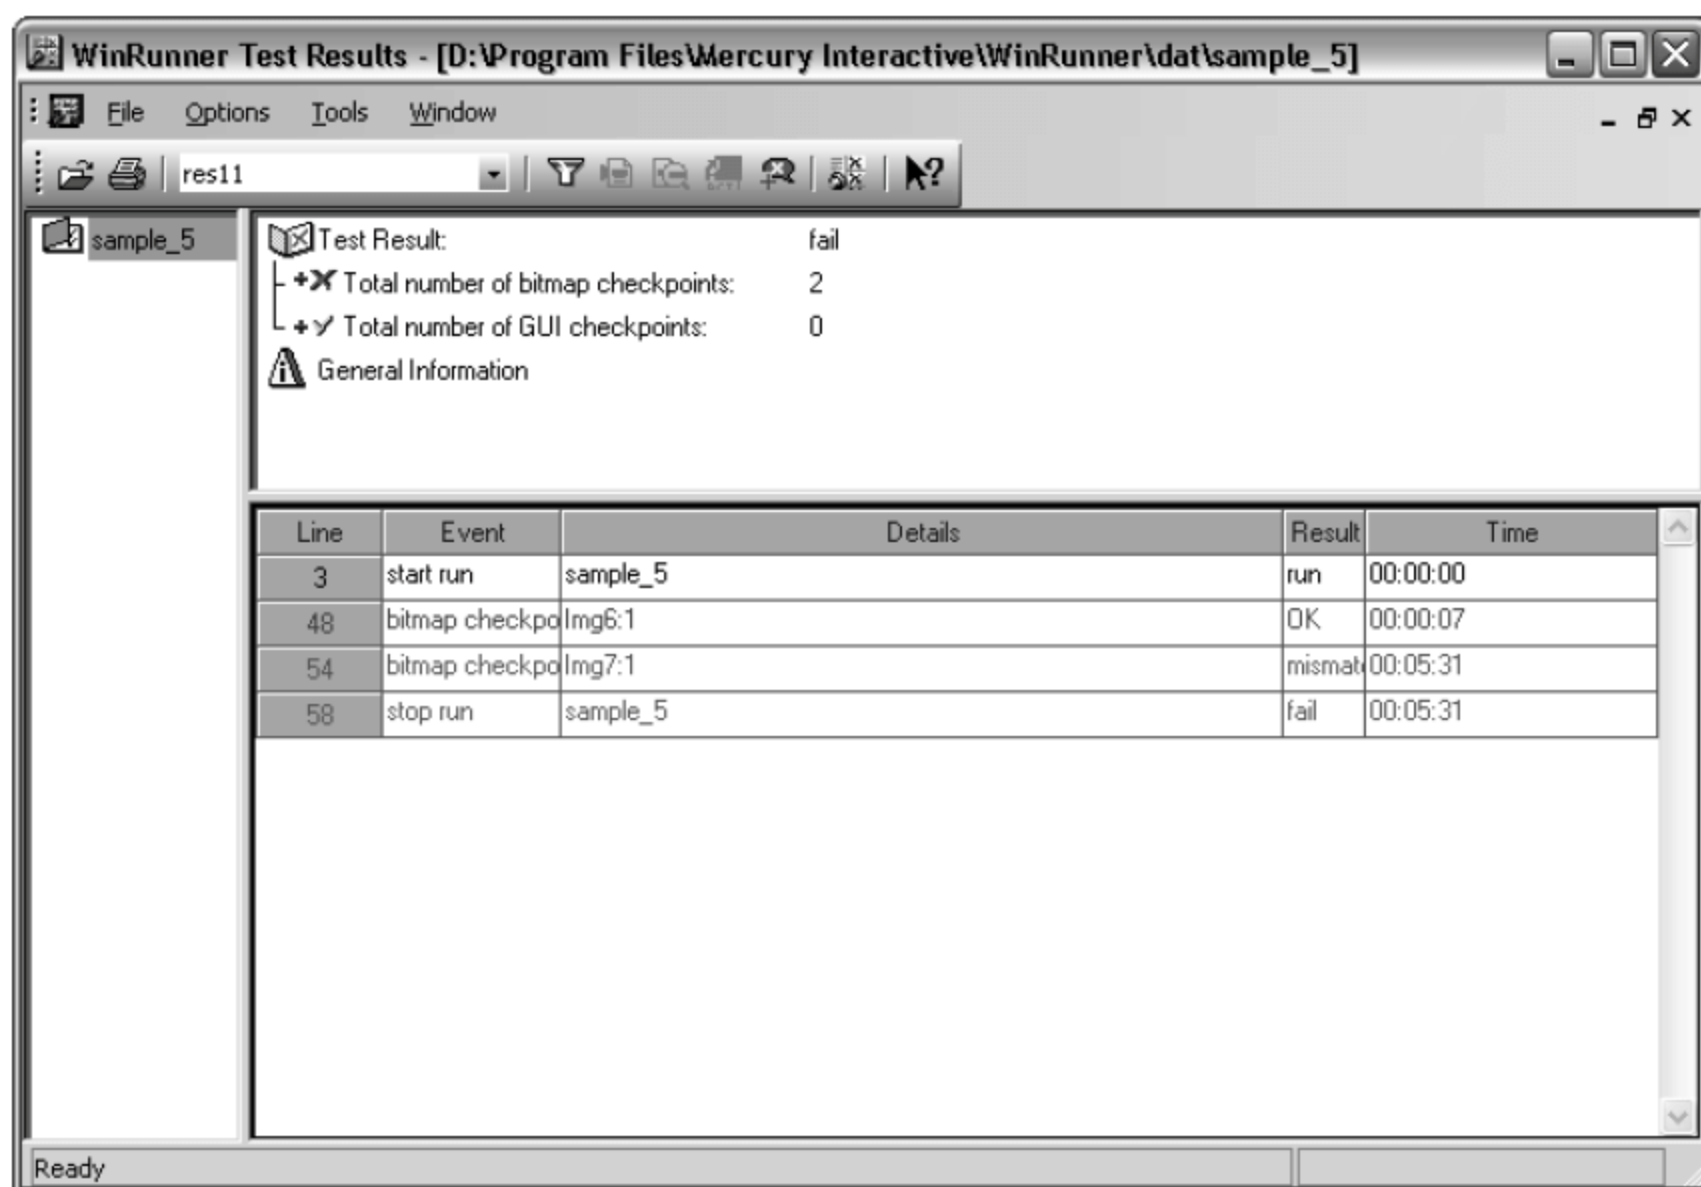 WinRunner Test Results - [D:\Program Files\Mercury Interactive\WinRunner\dat\sample_5]
File Options Tools Window
res11
sample_5
Test Result: fail
Total number of bitmap checkpoints: 2
Total number of GUI checkpoints: 0
General Information
Line Event Details Result Time
3 start run sample_5 run 00:00:00
48 bitmap checkpo Img6:1 OK 00:00:07
54 bitmap checkpo Img7:1 mismat 00:05:31
58 stop run sample_5 fail 00:05:31
Ready